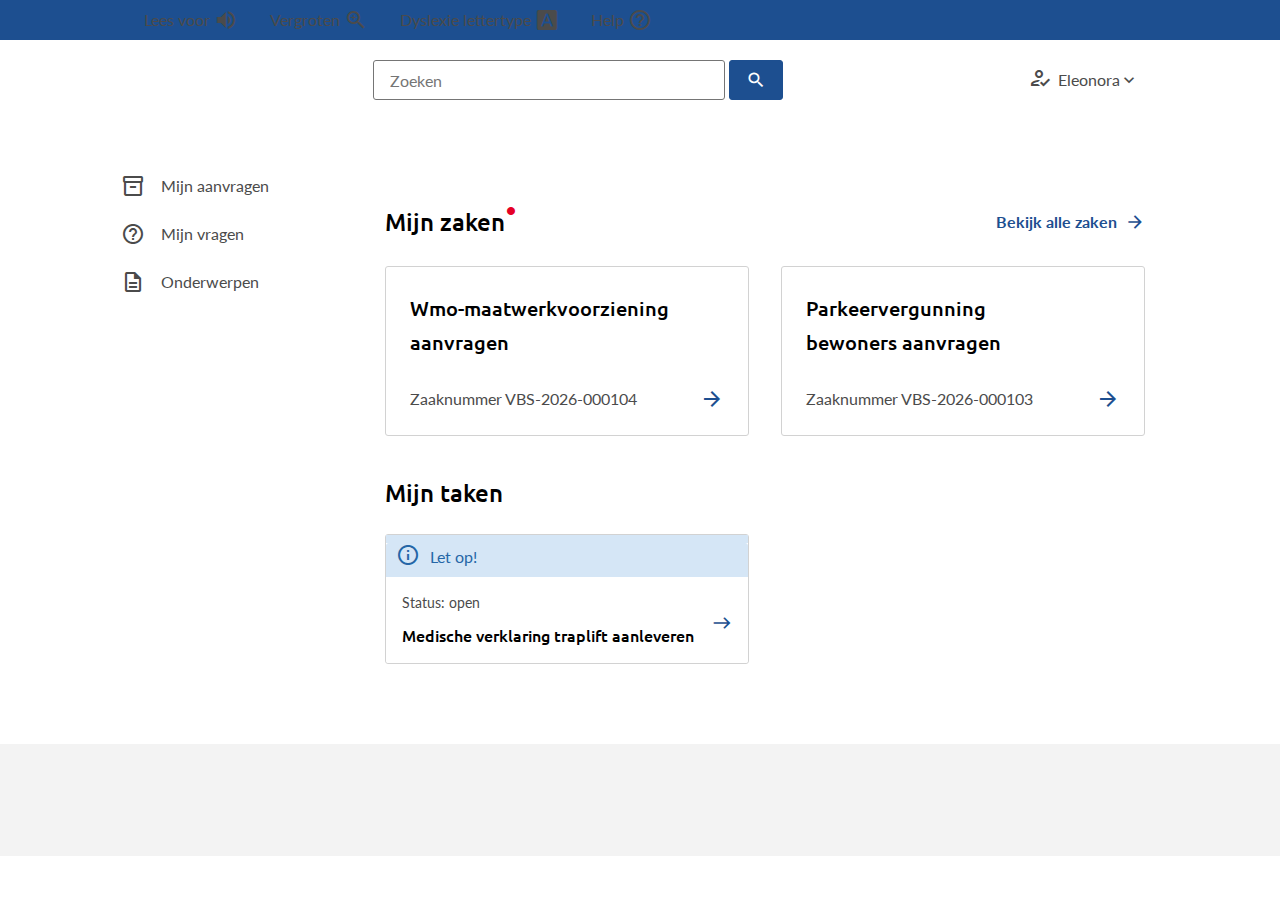 Lees voor
Vergroten
Dyslexie lettertype
Help
Zoeken
Eleonora
Mijn aanvragen
Mijn vragen
Onderwerpen
Mijn zaken
Bekijk alle zaken
Wmo-maatwerkvoorziening
aanvragen
Zaaknummer VBS-2026-000104
Parkeervergunning
bewoners aanvragen
Zaaknummer VBS-2026-000103
Mijn taken
Let op!
Status: open
Medische verklaring traplift aanleveren